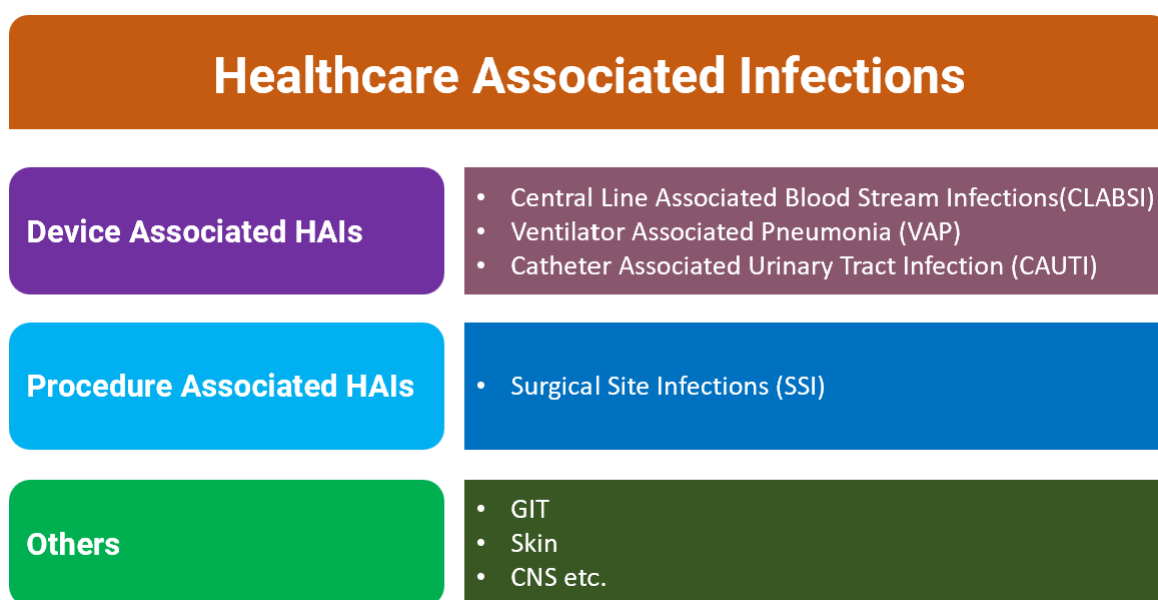 Healthcare Associated Infections
Device Associated HAIs
• Central Line Associated Blood Stream Infections(CLABSI)
• Ventilator Associated Pneumonia (VAP)
• Catheter Associated Urinary Tract Infection (CAUTI)
Procedure Associated HAIs
• Surgical Site Infections (SSI)
Others
• GIT
• Skin
• CNS etc.